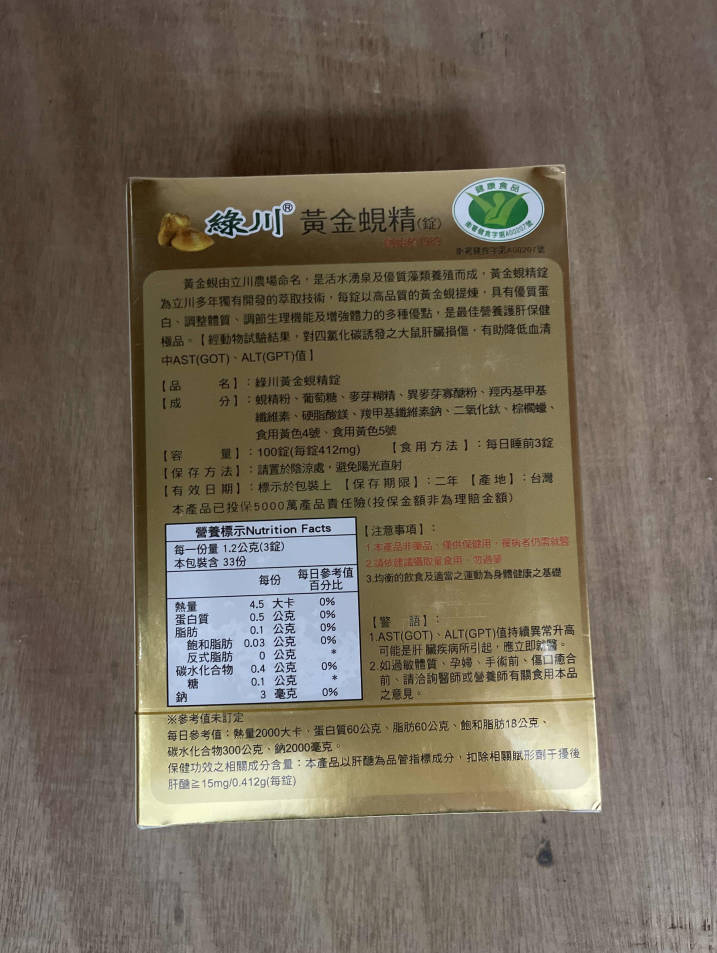 綠川® 黃金蜆精(錠)
健康食品
衛署健食字第A00207號
衛署健食字第A00207號
黃金蜆由立川農場命名，是活水湧泉及優質藻類養殖而成，黃金蜆精錠
為立川多年獨有開發的萃取技術，每錠以高品質的黃金蜆提煉，具有優質蛋
白、調整體質、調節生理機能及增強體力的多種優點，是最佳營養護肝保健
極品。【經動物試驗結果，對四氯化碳誘發之大鼠肝臟損傷，有助降低血清
中AST(GOT)、ALT(GPT)值】
【品 名】：綠川黃金蜆精錠
【成 分】：蜆精粉、葡萄糖、麥芽糊精、異麥芽寡醣粉、羥丙基甲基
纖維素、硬脂酸鎂、羧甲基纖維素鈉、二氧化鈦、棕櫚蠟、
食用黃色4號、食用黃色5號
【容 量】：100錠(每錠412mg) 【食用方法】：每日睡前3錠
【保存方法】：請置於陰涼處，避免陽光直射
【有效日期】：標示於包裝上 【保存期限】：二年 【產地】：台灣
本產品已投保5000萬產品責任險(投保金額非為理賠金額)
營養標示Nutrition Facts
每一份量 1.2公克(3錠)
本包裝含 33份
每份 每日參考值百分比
熱量 4.5 大卡 0%
蛋白質 0.5 公克 0%
脂肪 0.1 公克 0%
飽和脂肪 0.03 公克 0%
反式脂肪 0 公克 *
碳水化合物 0.4 公克 0%
糖 0.1 公克 *
鈉 3 毫克 0%
【注意事項】：
1.本產品非藥品，僅供保健用，罹病者仍需就醫
2.請依建議攝取量食用，勿過量
3.均衡的飲食及適當之運動為身體健康之基礎
【警 語】：
1.AST(GOT)、ALT(GPT)值持續異常升高
可能是肝臟疾病所引起，應立即就醫。
2.如過敏體質、孕婦、手術前、傷口癒合
前、請洽詢醫師或營養師有關食用本品
之意見。
※參考值未訂定
每日參考值：熱量2000大卡、蛋白質60公克、脂肪60公克、飽和脂肪18公克、
碳水化合物300公克、鈉2000毫克。
保健功效之相關成分含量：本產品以肝醣為品管指標成分，扣除相關賦形劑干擾後
肝醣≧15mg/0.412g(每錠)